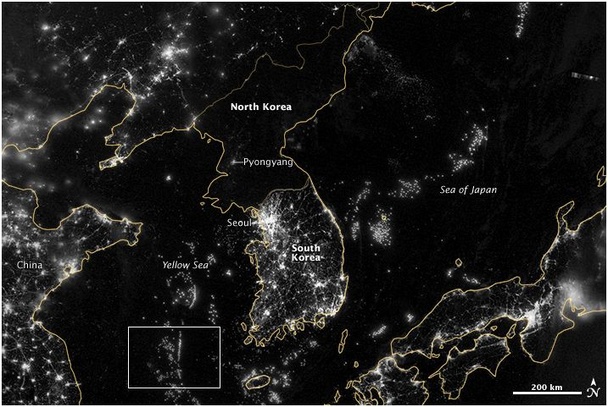 North Korea
Pyongyang
Sea of Japan
Seoul
South
Korea
China
Yellow Sea
200 km
N